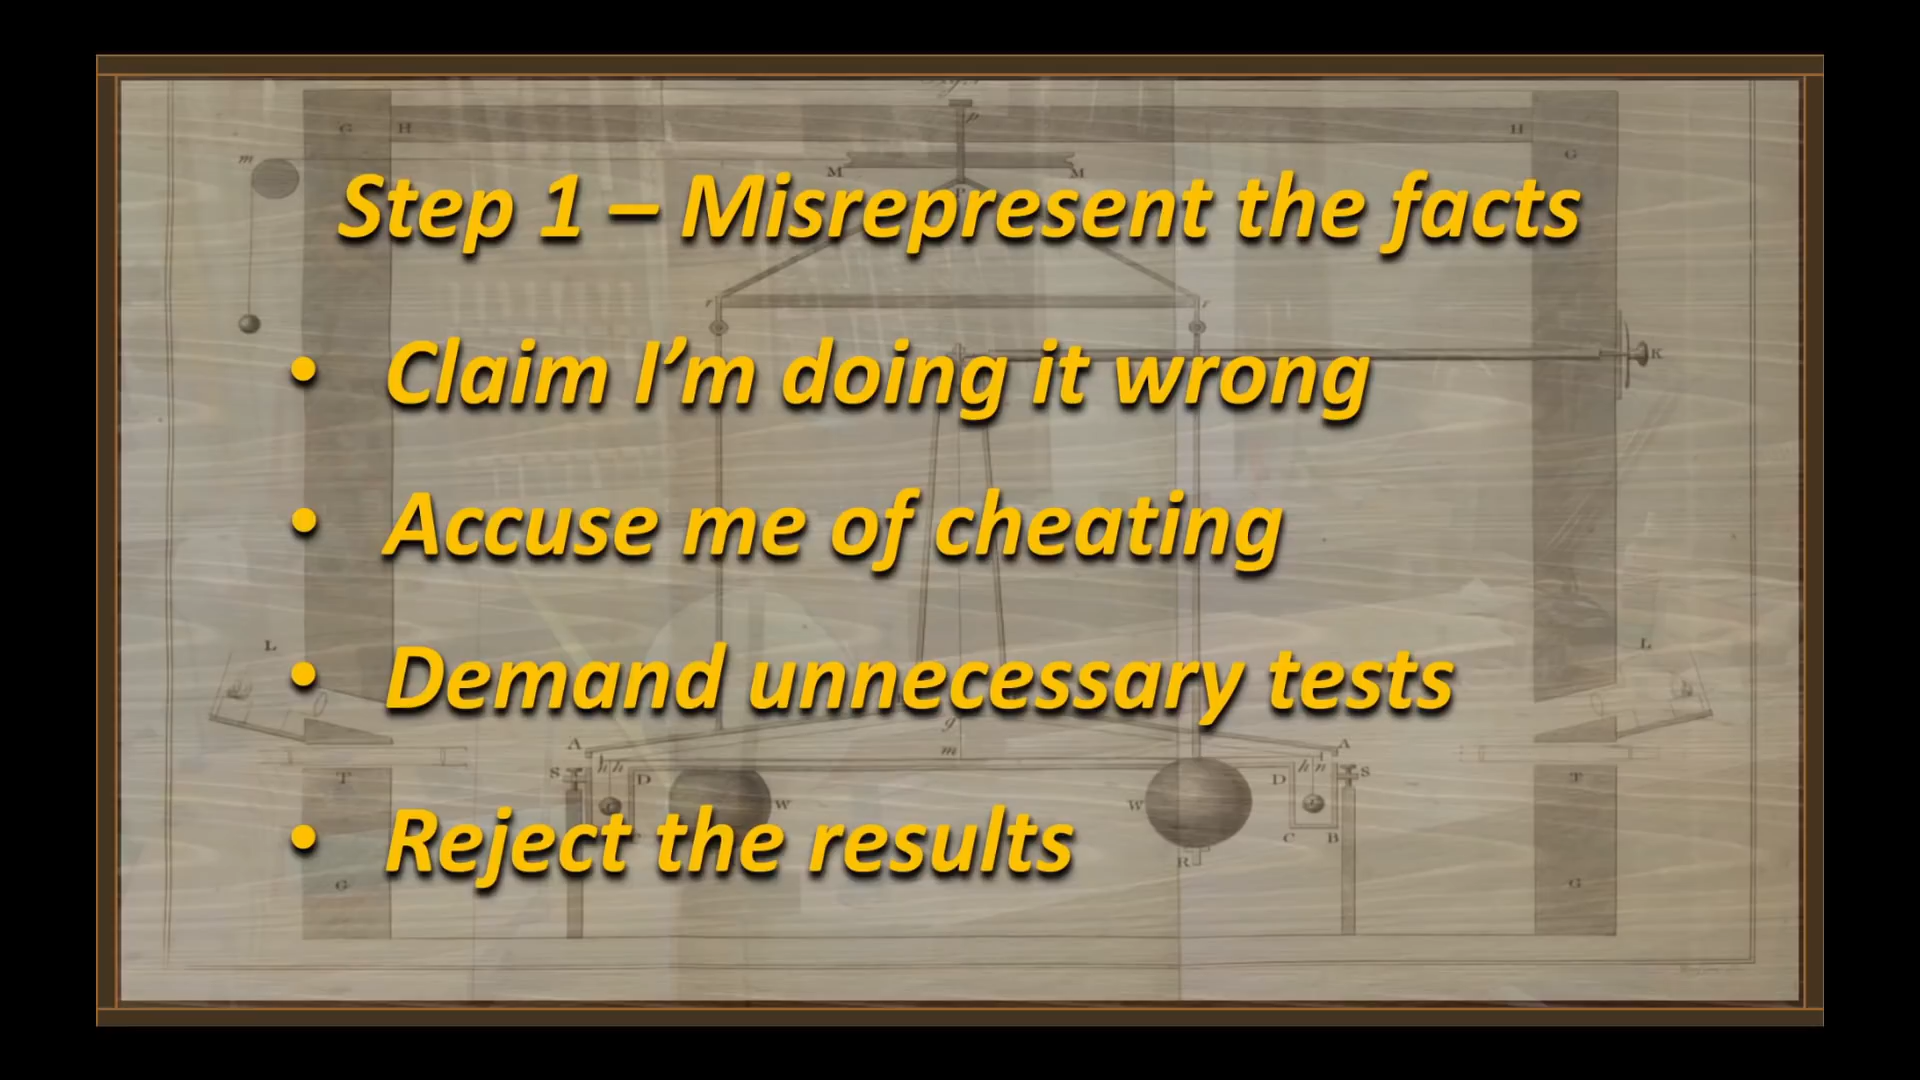 Step 1 – Misrepresent the facts
• Claim I'm doing it wrong
• Accuse me of cheating
• Demand unnecessary tests
• Reject the results
G H H G
m p
M M
P
r r
K
L L
g
m
A A
S h h D D h n S
T T
W W
C B
R
G G